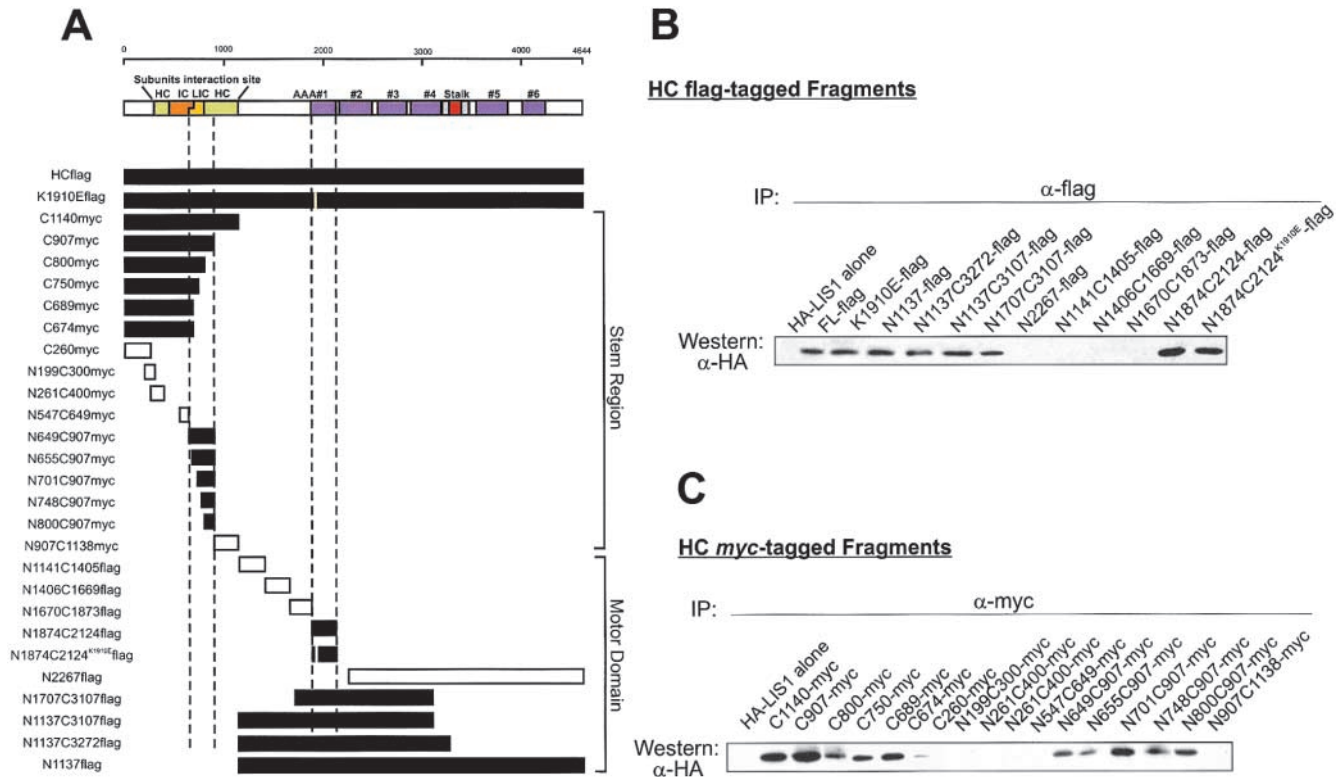 A
0 1000 2000 3000 4000 4644
Subunits interaction site
HC IC LIC HC AAA#1 #2 #3 #4 Stalk #5 #6
HCflag
K1910Eflag
C1140myc
C907myc
C800myc
C750myc
C689myc
C674myc
C260myc
N199C300myc
N261C400myc
N547C649myc
N649C907myc
N655C907myc
N701C907myc
N748C907myc
N800C907myc
N907C1138myc
N1141C1405flag
N1406C1669flag
N1670C1873flag
N1874C2124flag
N1874C2124K1910Eflag
N2267flag
N1707C3107flag
N1137C3107flag
N1137C3272flag
N1137flag
Stem Region
Motor Domain
B
HC flag-tagged Fragments
IP: α-flag
HA-LIS1 alone
FL-flag
K1910E-flag
N1137-flag
N1137C3272-flag
N1137C3107-flag
N1707C3107-flag
N2267-flag
N1141C1405-flag
N1406C1669-flag
N1670C1873-flag
N1874C2124-flag
N1874C2124K1910E-flag
Western:
α-HA
C
HC myc-tagged Fragments
IP: α-myc
HA-LIS1 alone
C1140-myc
C907-myc
C800-myc
C750-myc
C689-myc
C674-myc
C260-myc
N199C300-myc
N261C400-myc
N261C400-myc
N547C649-myc
N649C907-myc
N655C907-myc
N701C907-myc
N748C907-myc
N800C907-myc
N907C1138-myc
Western:
α-HA